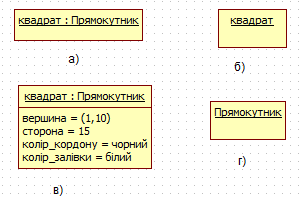 квадрат : Прямокутник
квадрат
а)
б)
квадрат : Прямокутник
вершина = (1,10)
сторона = 15
колір_кордону = чорний
колір_заливки = білий
Прямокутник
в)
г)